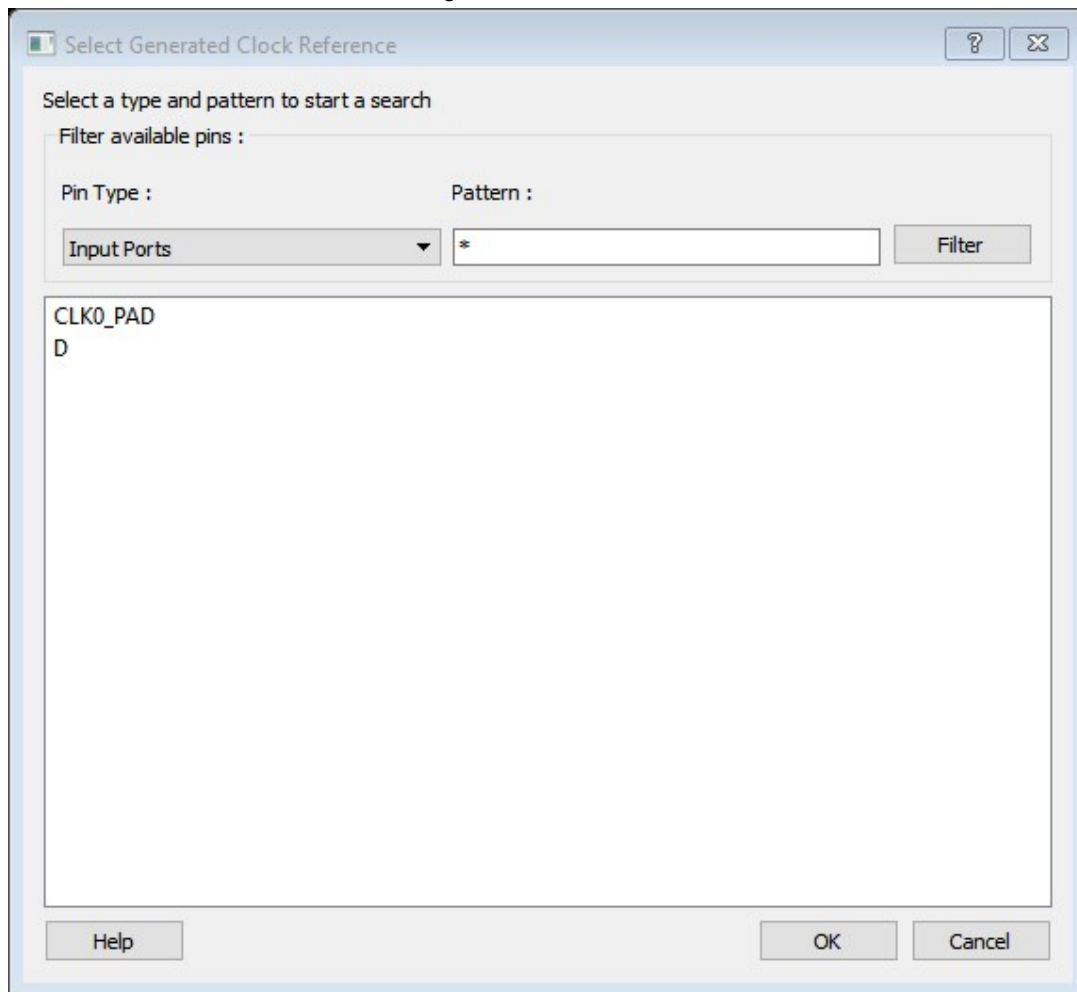 Select Generated Clock Reference
Select a type and pattern to start a search
Filter available pins :
Pin Type :
Pattern :
Input Ports
*
Filter
CLK0_PAD
D
Help
OK
Cancel